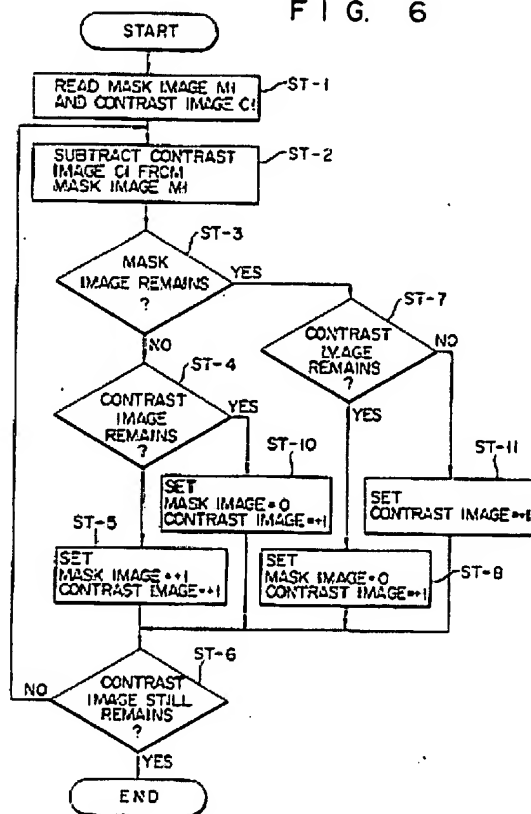 FIG. 6
START
READ MASK IMAGE MI
AND CONTRAST IMAGE CI
ST-1
SUBTRACT CONTRAST
IMAGE CI FROM
MASK IMAGE MI
ST-2
ST-3
MASK
IMAGE REMAINS
?
YES
NO
ST-7
CONTRAST
IMAGE
REMAINS
?
NO
YES
ST-4
CONTRAST
IMAGE
REMAINS
?
YES
ST-10
SET
MASK IMAGE=0
CONTRAST IMAGE=+1
ST-11
SET
CONTRAST IMAGE=+1
ST-5
SET
MASK IMAGE=+1
CONTRAST IMAGE=+1
SET
MASK IMAGE=0
CONTRAST IMAGE=+1
ST-8
ST-6
NO
CONTRAST
IMAGE STILL
REMAINS
?
YES
END